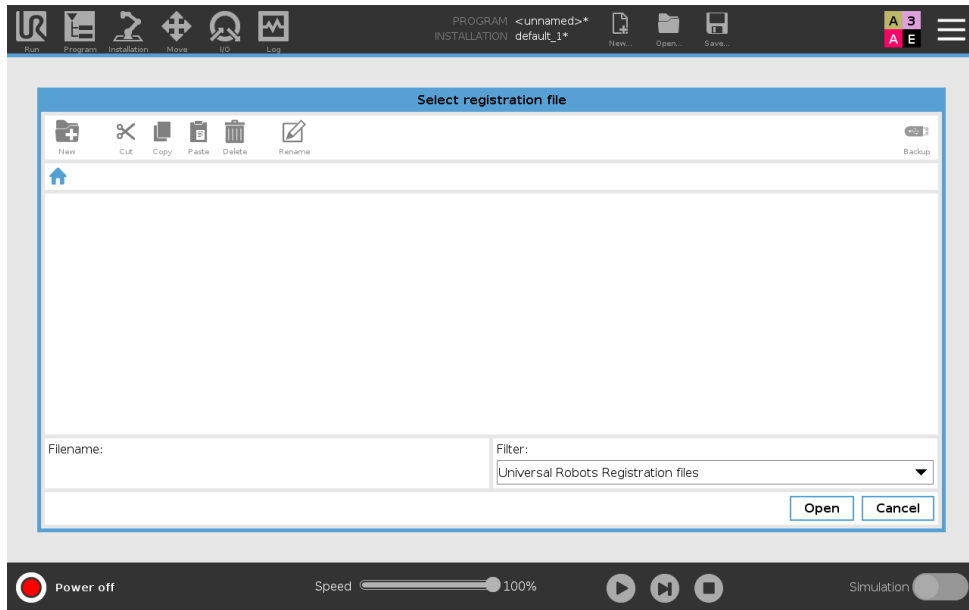 PROGRAM <unnamed>*
INSTALLATION default_1*
UR
Run Program Installation Move I/O Log
New... Open... Save...
A 3
A E
Select registration file
New Cut Copy Paste Delete Rename Backup
Filename:
Filter:
Universal Robots Registration files
Open Cancel
Power off
Speed 100%
Simulation